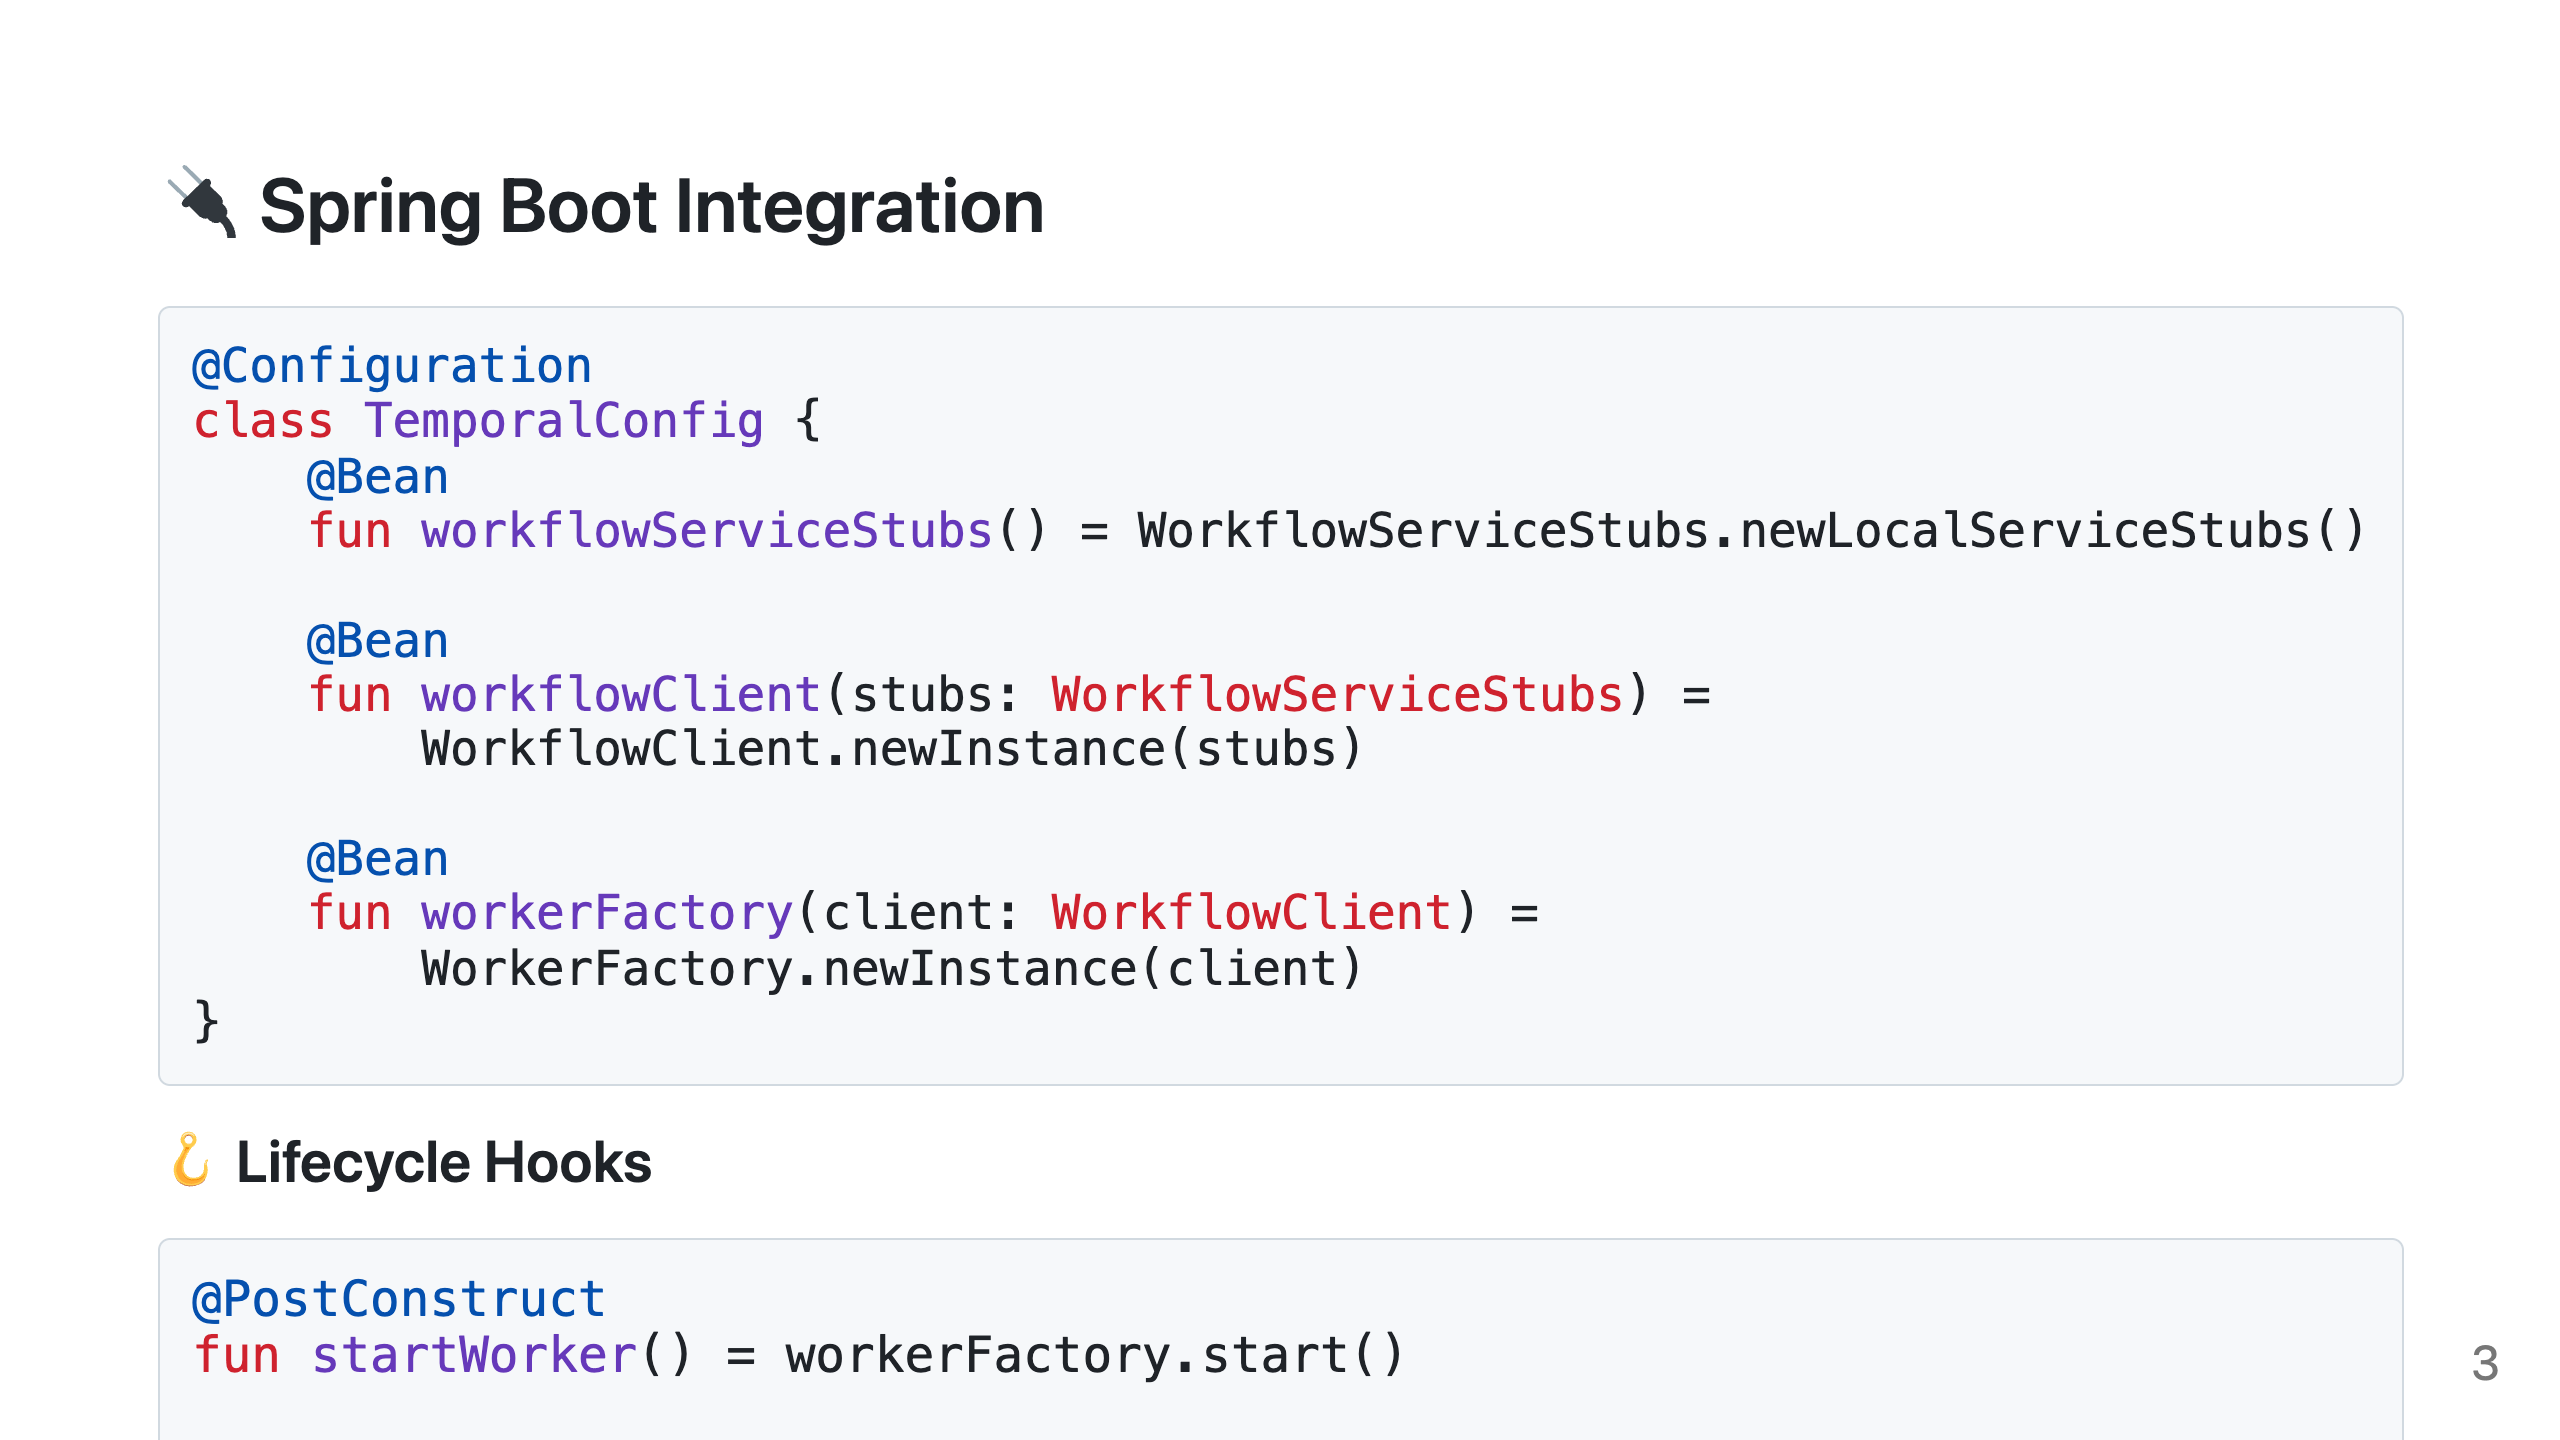 🔌 Spring Boot Integration
@Configuration
class TemporalConfig {
    @Bean
    fun workflowServiceStubs() = WorkflowServiceStubs.newLocalServiceStubs()

    @Bean
    fun workflowClient(stubs: WorkflowServiceStubs) =
        WorkflowClient.newInstance(stubs)

    @Bean
    fun workerFactory(client: WorkflowClient) =
        WorkerFactory.newInstance(client)
}
🪝 Lifecycle Hooks
@PostConstruct
fun startWorker() = workerFactory.start()
3